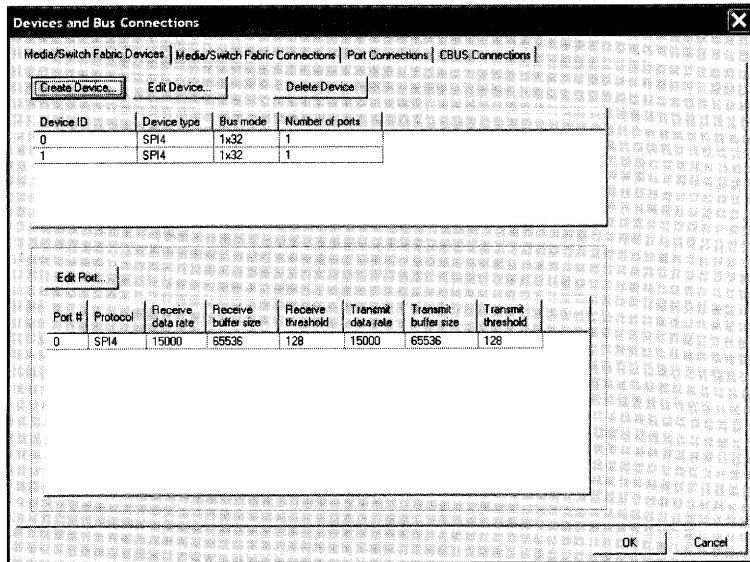 Devices and Bus Connections
Media/Switch Fabric Devices Media/Switch Fabric Connections Port Connections CBUS Connections
Create Device... Edit Device... Delete Device
Device ID Device type Bus mode Number of ports
0 SPI4 1x32 1
1 SPI4 1x32 1
Edit Port...
Port # Protocol Receive data rate Receive buffer size Receive threshold Transmit data rate Transmit buffer size Transmit threshold
0 SPI4 15000 65536 128 15000 65536 128
OK Cancel